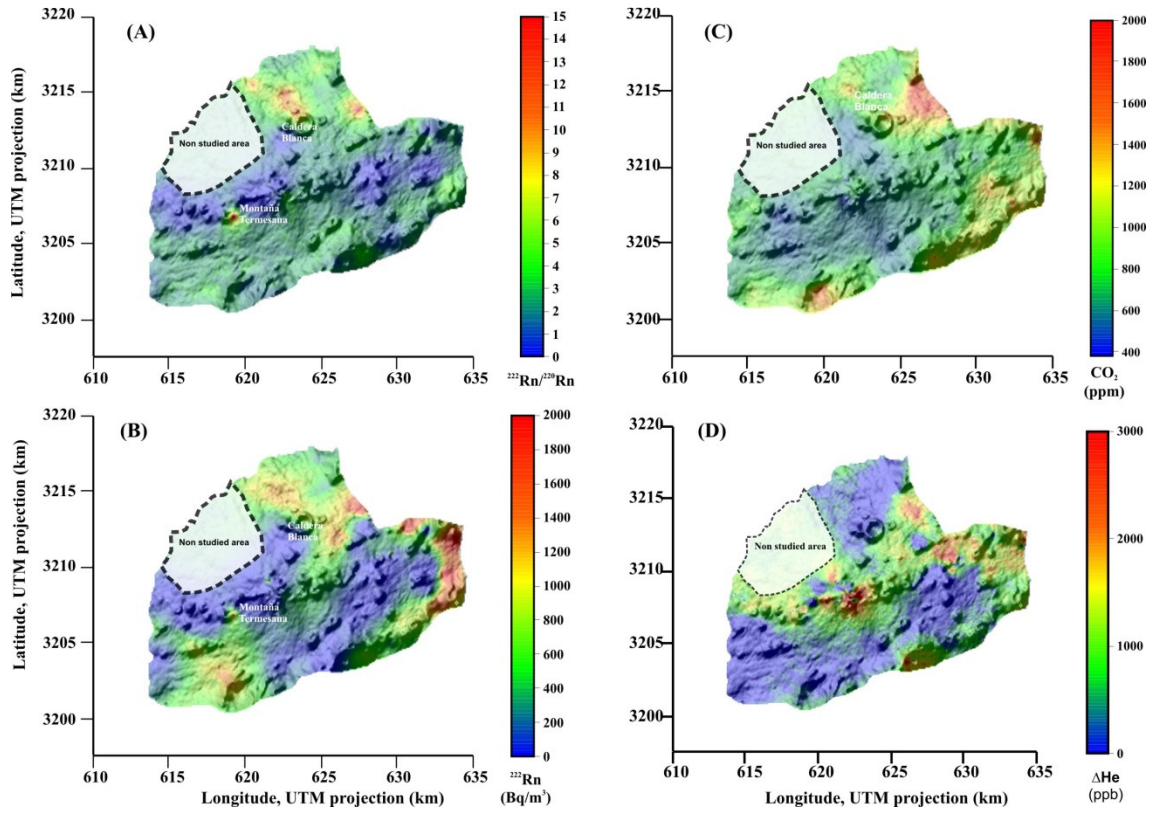 (A)
Latitude, UTM projection (km)
3220
3215
3210
3205
3200
610
615
620
625
630
635
Non studied area
Caldera
Blanca
Montaña
Termesana
15
14
13
12
11
10
9
8
7
6
5
4
3
2
1
0
²²²Rn/²²⁰Rn
(C)
3220
3215
3210
3205
3200
610
615
620
625
630
635
Non studied area
Caldera
Blanca
2000
1800
1600
1400
1200
1000
800
600
400
CO₂
(ppm)
(B)
Latitude, UTM projection (km)
3220
3215
3210
3205
3200
610
615
620
625
630
635
Longitude, UTM projection (km)
Non studied area
Caldera
Blanca
Montaña
Termesana
2000
1800
1600
1400
1200
1000
800
600
400
200
0
²²²Rn
(Bq/m³)
(D)
3220
3215
3210
3205
3200
610
615
620
625
630
635
Longitude, UTM projection (km)
Non studied area
3000
2000
1000
0
ΔHe
(ppb)